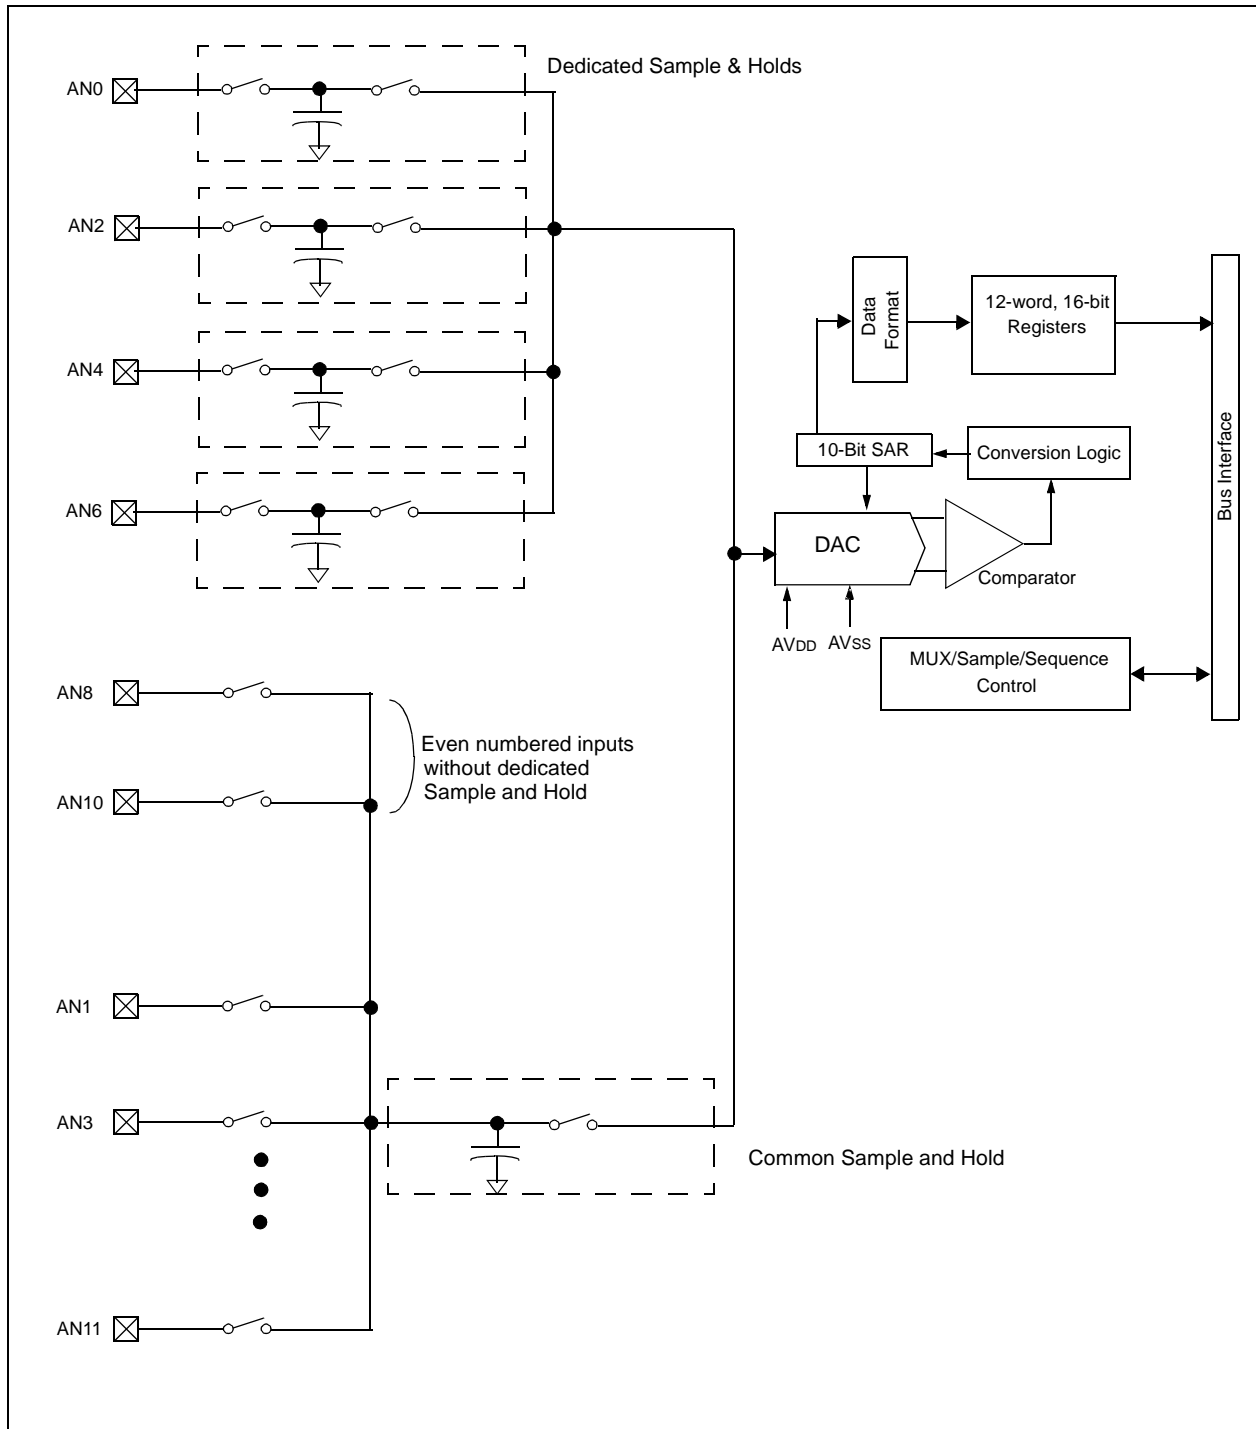 Dedicated Sample & Holds
AN0
AN2
AN4
AN6
Data
Format
12-word, 16-bit
Registers
Bus Interface
10-Bit SAR
Conversion Logic
DAC
Comparator
AVDD
AVSS
MUX/Sample/Sequence
Control
AN8
Even numbered inputs
without dedicated
Sample and Hold
AN10
AN1
AN3
Common Sample and Hold
AN11